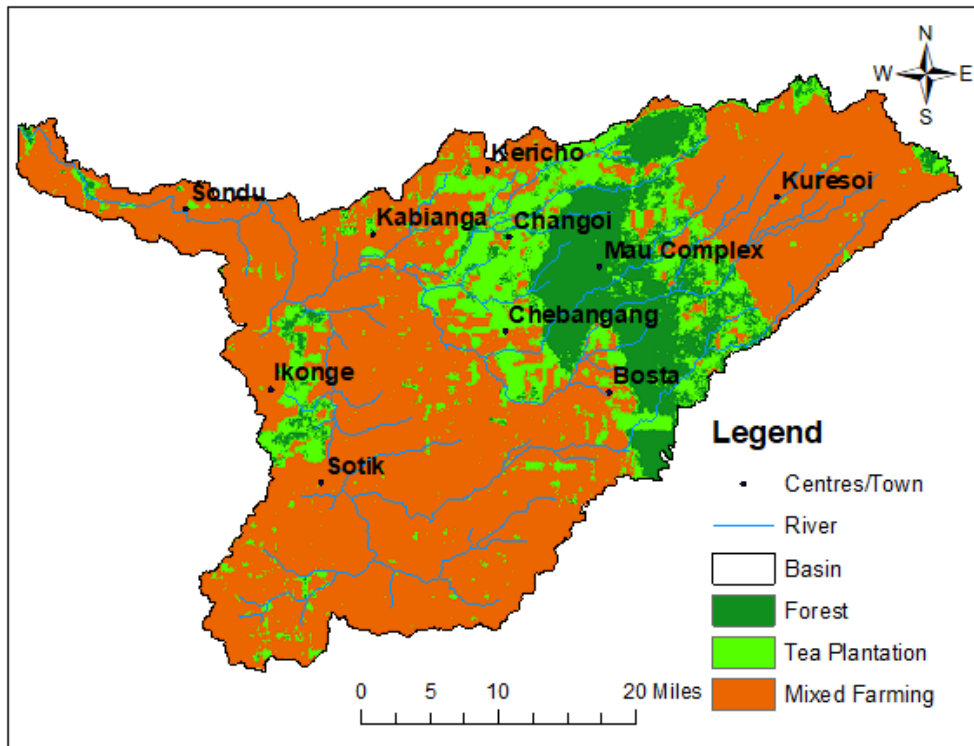 N
W E
S
Kericho
Sondu
Kuresoi
Kabianga
Changoi
Mau Complex
Chebangang
Ikonge
Bosta
Sotik
Legend
Centres/Town
River
Basin
Forest
Tea Plantation
Mixed Farming
0 5 10 20 Miles